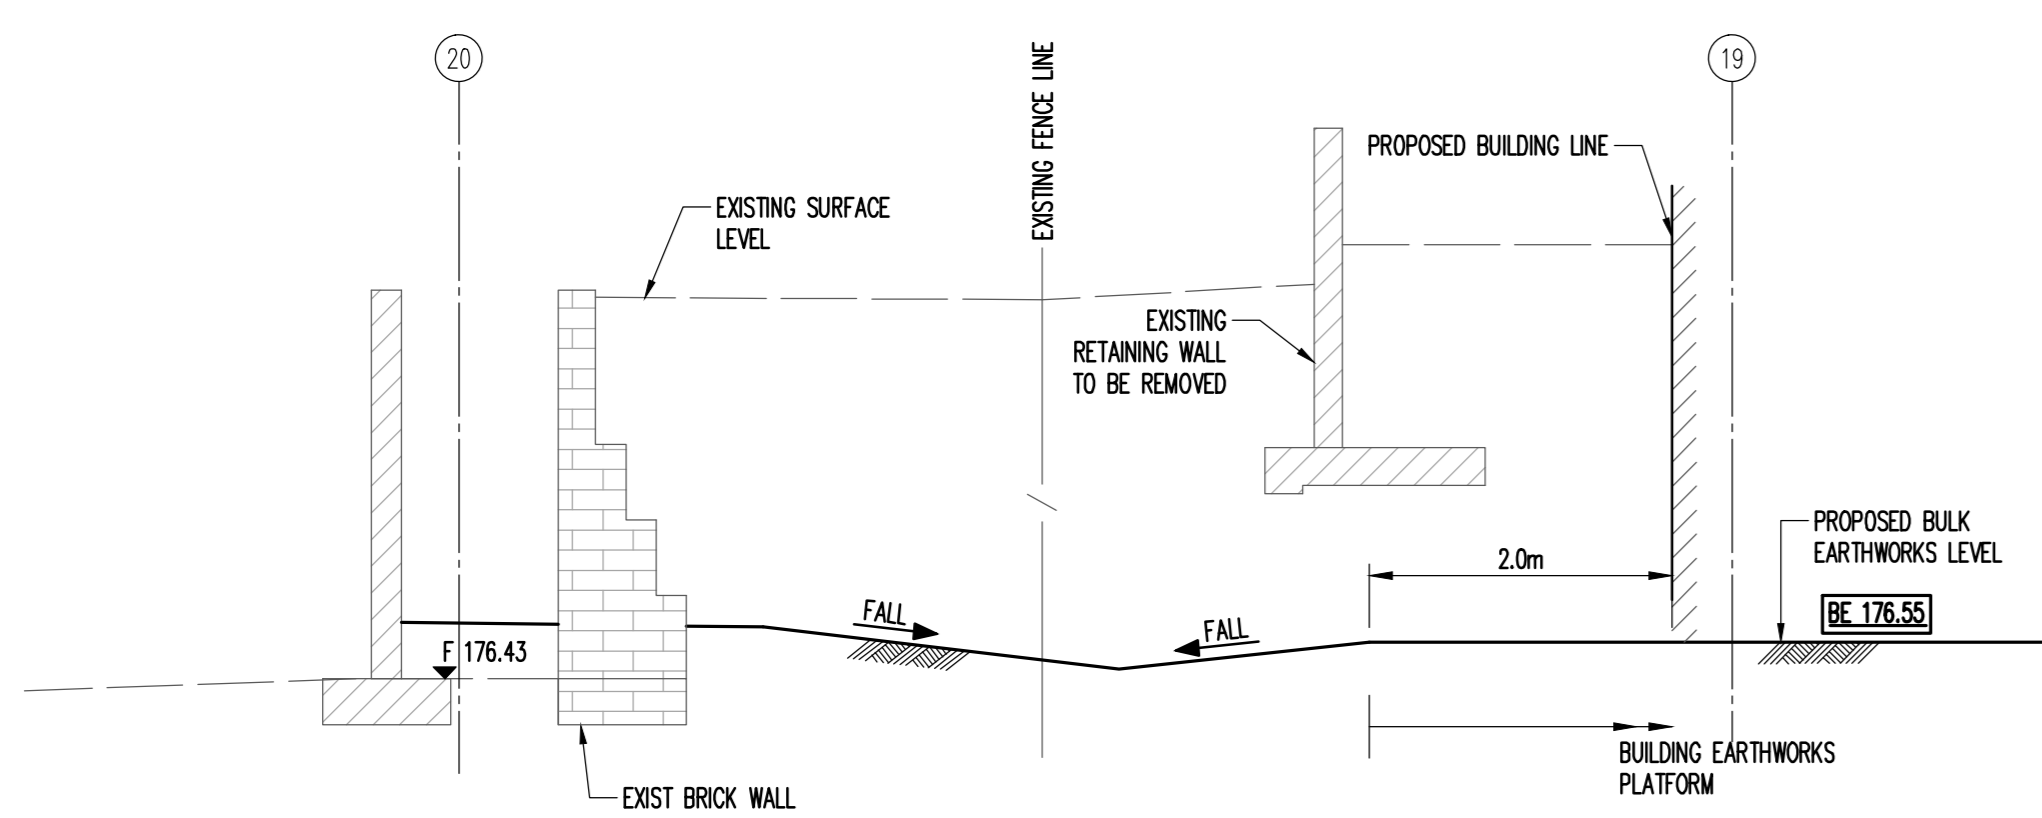 20
19
EXISTING FENCE LINE
PROPOSED BUILDING LINE
EXISTING SURFACE
LEVEL
EXISTING
RETAINING WALL
TO BE REMOVED
PROPOSED BULK
EARTHWORKS LEVEL
2.0m
BE 176.55
FALL
FALL
F 176.43
BUILDING EARTHWORKS
PLATFORM
EXIST BRICK WALL